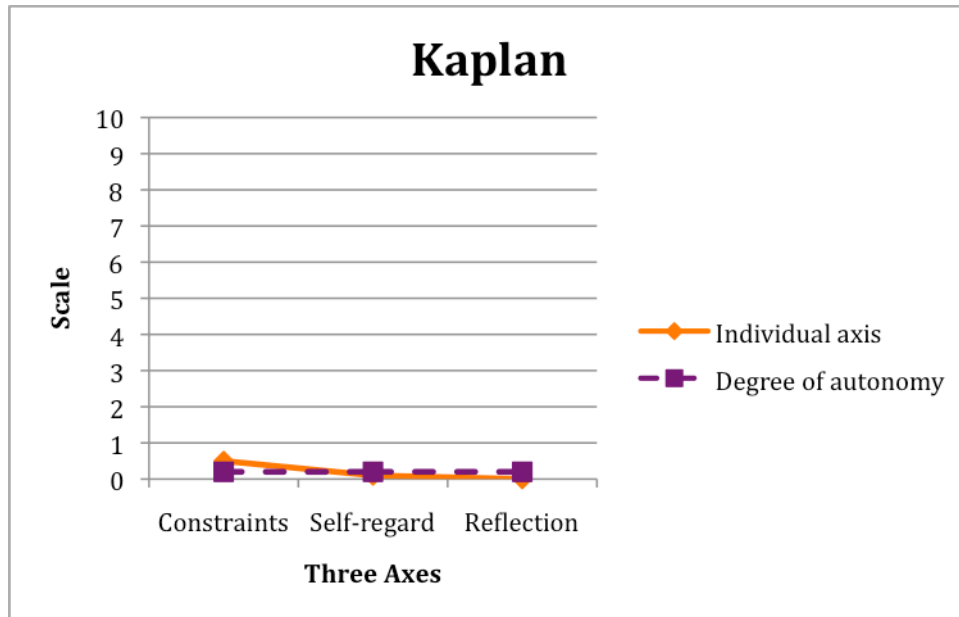 Kaplan
10
9
8
7
6
5
4
3
2
1
0
Scale
Constraints Self-regard Reflection
Three Axes
Individual axis
Degree of autonomy